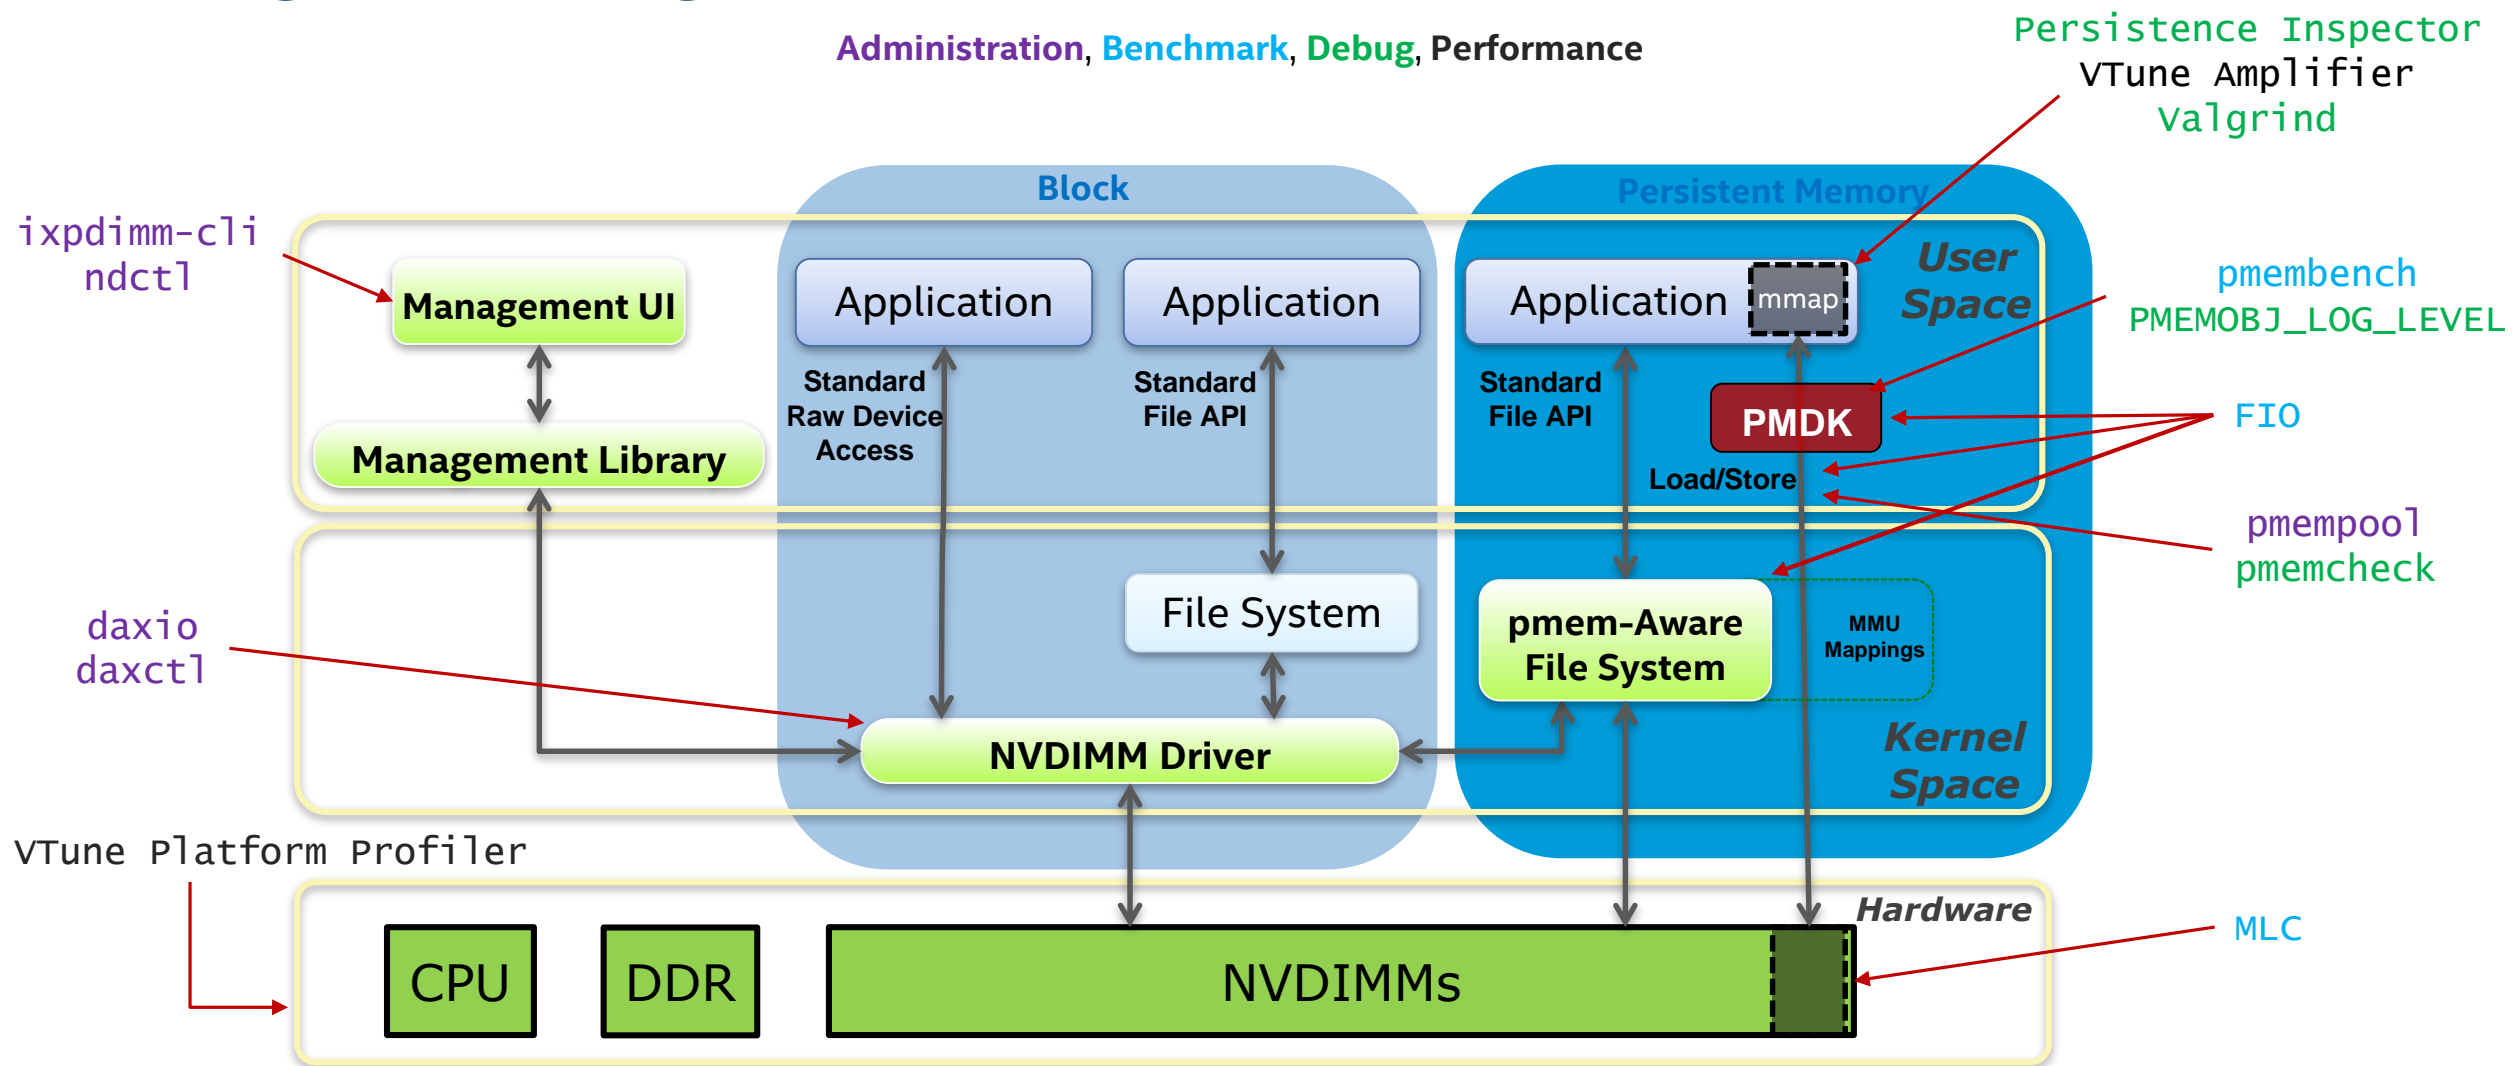 Administration, Benchmark, Debug, Performance
Persistence Inspector
VTune Amplifier
Valgrind
Block
Persistent Memory
ixpdimm-cli
ndctl
Management UI
Application
Application
Application
mmap
User
Space
pmembench
PMEMOBJ_LOG_LEVEL
Standard
Raw Device
Access
Standard
File API
Standard
File API
PMDK
FIO
Management Library
Load/Store
pmempool
pmemcheck
daxio
daxctl
File System
pmem-Aware
File System
MMU
Mappings
NVDIMM Driver
Kernel
Space
VTune Platform Profiler
Hardware
CPU
DDR
NVDIMMs
MLC